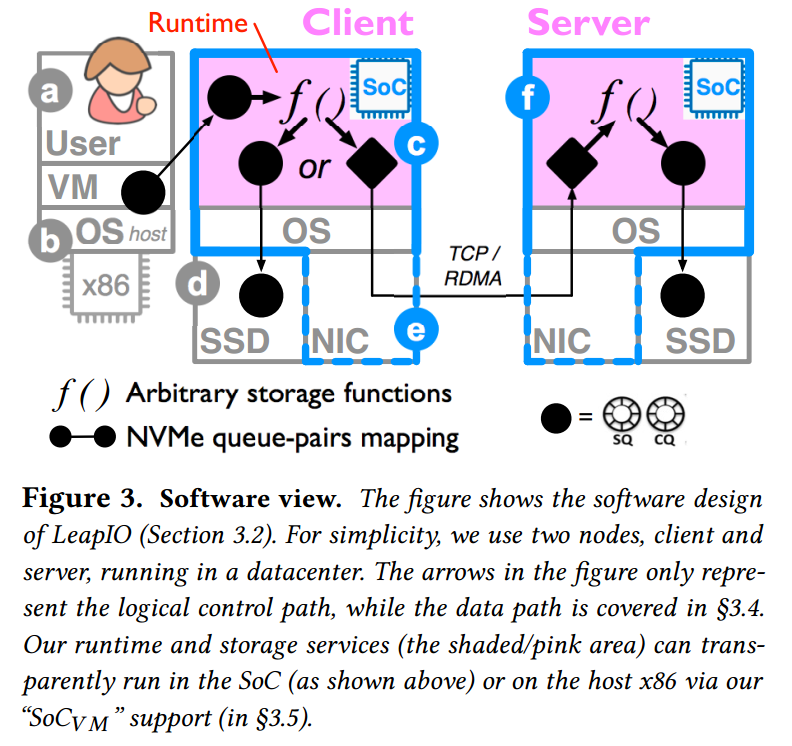 Runtime
Client
Server
a
User
VM
b
OS host
x86
f ( )
SoC
c
or
OS
d
SSD
NIC
e
TCP /
RDMA
f
f ( )
SoC
OS
NIC
SSD
f ( ) Arbitrary storage functions
NVMe queue-pairs mapping
=
SQ CQ
Figure 3. Software view. The figure shows the software design
of LeapIO (Section 3.2). For simplicity, we use two nodes, client and
server, running in a datacenter. The arrows in the figure only repre-
sent the logical control path, while the data path is covered in §3.4.
Our runtime and storage services (the shaded/pink area) can trans-
parently run in the SoC (as shown above) or on the host x86 via our
“SoCVM” support (in §3.5).